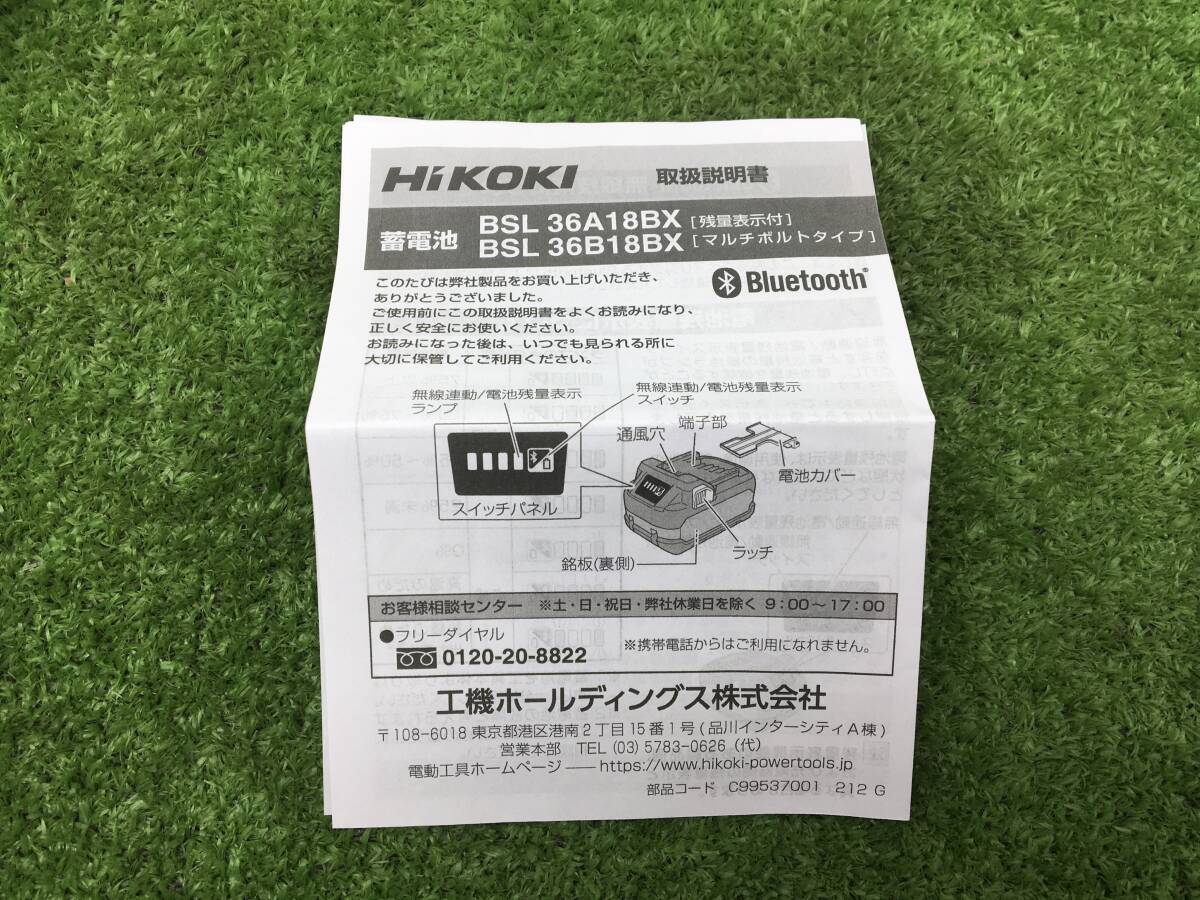 HiKOKI 取扱説明書
蓄電池
BSL 36A18BX [残量表示付]
BSL 36B18BX [マルチボルトタイプ]
Bluetooth®
このたびは弊社製品をお買い上げいただき、
ありがとうございました。
ご使用前にこの取扱説明書をよくお読みになり、
正しく安全にお使いください。
お読みになった後は、いつでも見られる所に
大切に保管してご利用ください。
無線連動/電池残量表示
ランプ
無線連動/電池残量表示
スイッチ
通風穴
端子部
電池カバー
スイッチパネル
ラッチ
銘板(裏側)
お客様相談センター ※土・日・祝日・弊社休業日を除く 9:00〜17:00
●フリーダイヤル
0120-20-8822
※携帯電話からはご利用になれません。
工機ホールディングス株式会社
〒108-6018 東京都港区港南2丁目15番1号(品川インターシティA棟)
営業本部 TEL (03) 5783-0626 (代)
電動工具ホームページ――https://www.hikoki-powertools.jp
部品コード C99537001 212 G